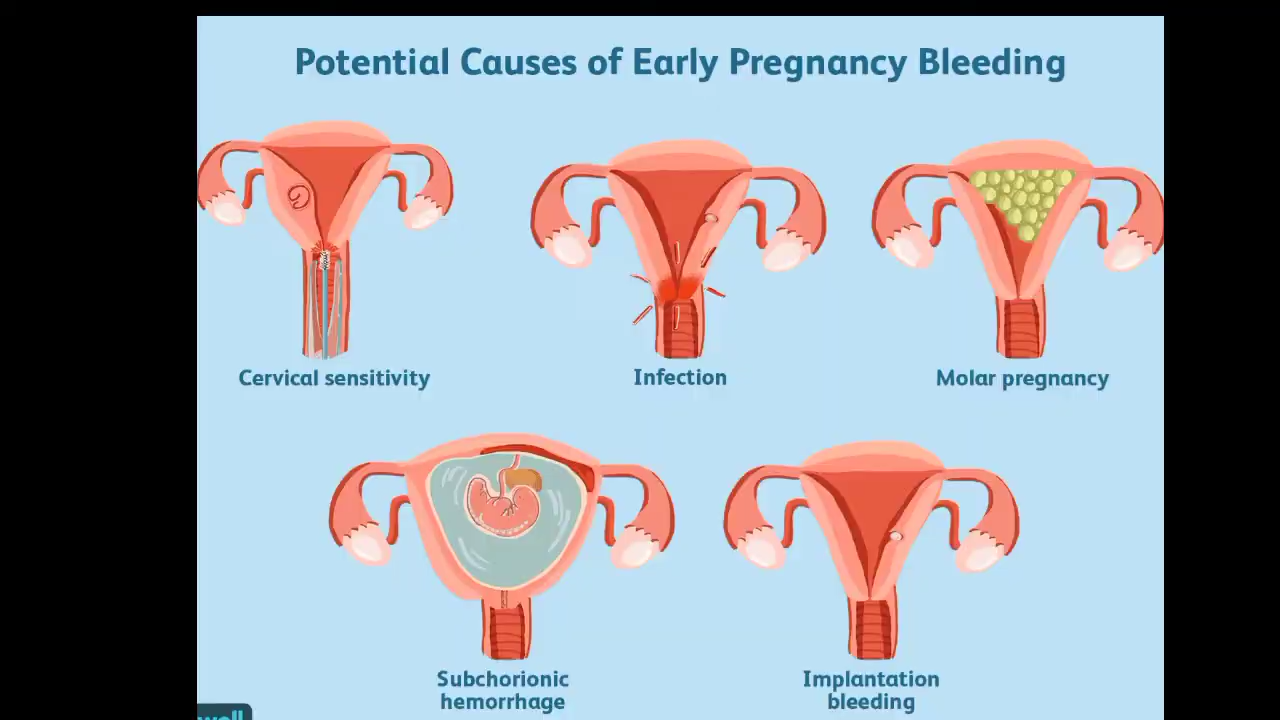 Potential Causes of Early Pregnancy Bleeding
Cervical sensitivity
Infection
Molar pregnancy
Subchorionic
hemorrhage
Implantation
bleeding